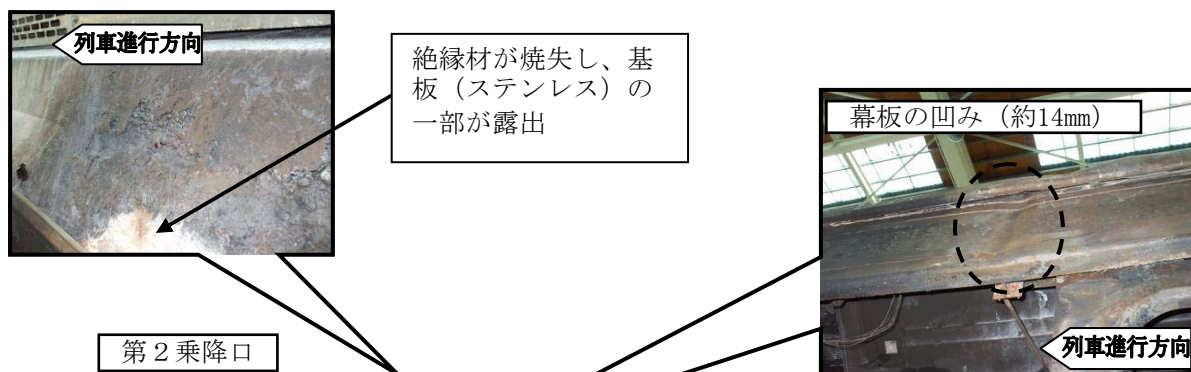 列車進行方向
絶縁材が焼失し、基
板（ステンレス）の
一部が露出
幕板の凹み（約14mm）
第２乗降口
列車進行方向